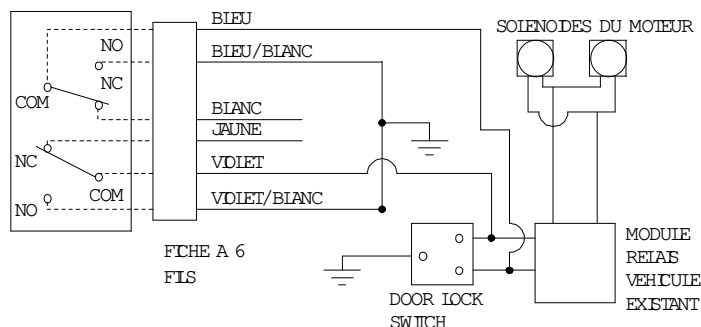 BLEU
SOLENOIDES DU MOTEUR
NO
BLEU/BLANC
NC
COM
BLANC
JAUNE
NC
VIOLET
COM
NO
VIOLET/BLANC
FICHE A 6
FILS
DOOR LOCK
SWITCH
MODULE
RELAIS
VEHICULE
EXISTANT